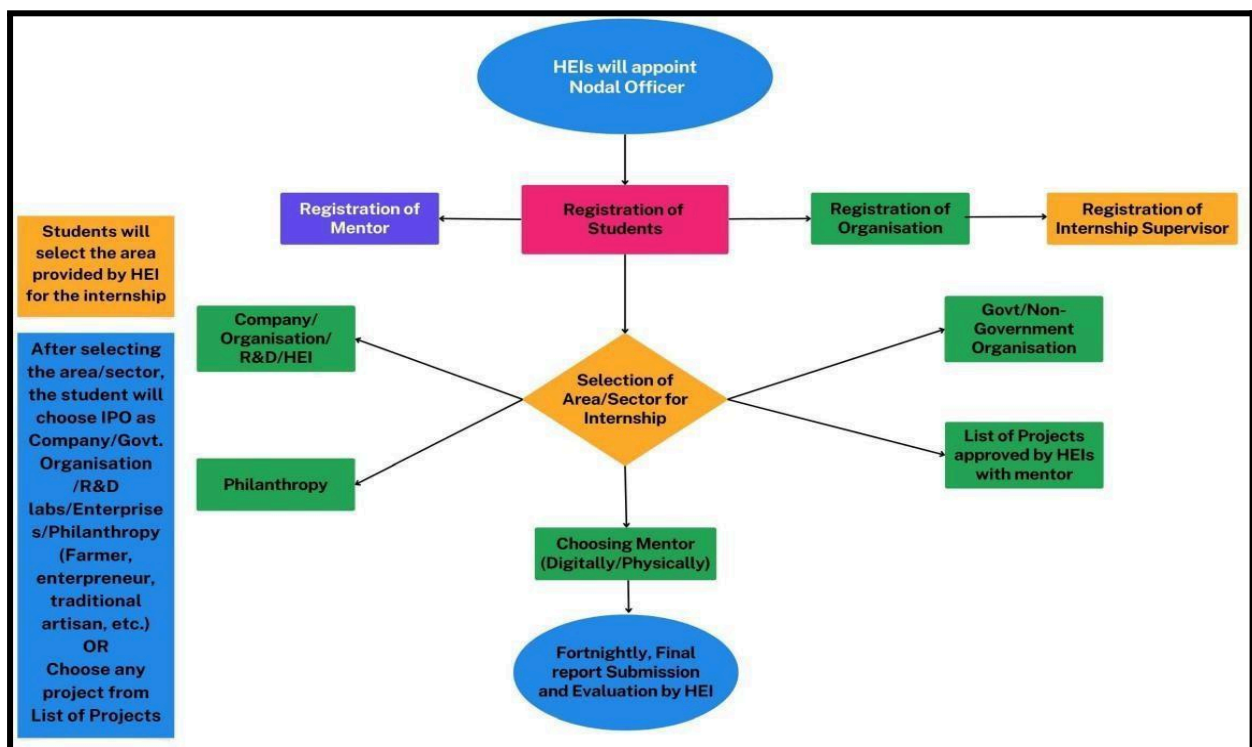 HEIs will appoint
Nodal Officer
Registration of
Mentor
Registration of
Students
Registration of
Organisation
Registration of
Internship Supervisor
Students will
select the area
provided by HEI
for the internship
After selecting
the area/sector,
the student will
choose IPO as
Company/Govt.
Organisation
/R&D
labs/Enterprise
s/Philanthropy
(Farmer,
enterpreneur,
traditional
artisan, etc.)
OR
Choose any
project from
List of Projects
Company/
Organisation/
R&D/HEI
Govt/Non-
Government
Organisation
Selection of
Area/Sector for
Internship
Philanthropy
List of Projects
approved by HEIs
with mentor
Choosing Mentor
(Digitally/Physically)
Fortnightly, Final
report Submission
and Evaluation by HEI